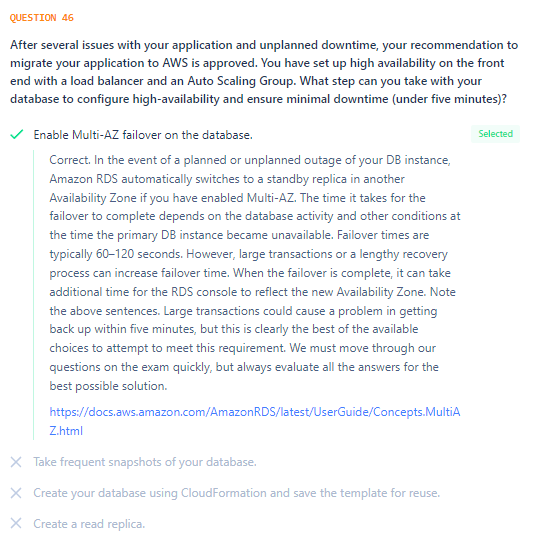 QUESTION 46
After several issues with your application and unplanned downtime, your recommendation to
migrate your application to AWS is approved. You have set up high availability on the front
end with a load balancer and an Auto Scaling Group. What step can you take with your
database to configure high-availability and ensure minimal downtime (under five minutes)?
Enable Multi-AZ failover on the database.
Selected
Correct. In the event of a planned or unplanned outage of your DB instance,
Amazon RDS automatically switches to a standby replica in another
Availability Zone if you have enabled Multi-AZ. The time it takes for the
failover to complete depends on the database activity and other conditions at
the time the primary DB instance became unavailable. Failover times are
typically 60–120 seconds. However, large transactions or a lengthy recovery
process can increase failover time. When the failover is complete, it can take
additional time for the RDS console to reflect the new Availability Zone. Note
the above sentences. Large transactions could cause a problem in getting
back up within five minutes, but this is clearly the best of the available
choices to attempt to meet this requirement. We must move through our
questions on the exam quickly, but always evaluate all the answers for the
best possible solution.
https://docs.aws.amazon.com/AmazonRDS/latest/UserGuide/Concepts.MultiA
Z.html
Take frequent snapshots of your database.
Create your database using CloudFormation and save the template for reuse.
Create a read replica.